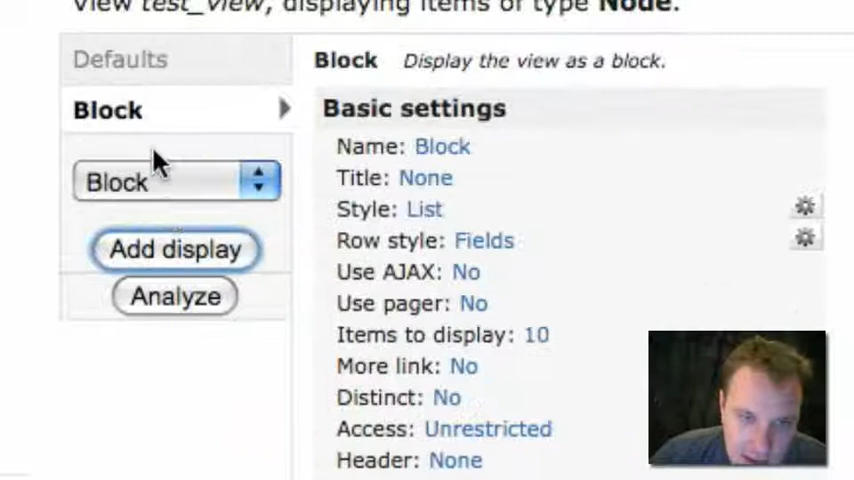 view test_view, displaying items of type Node.
Defaults
Block
Block
Add display
Analyze
Block Display the view as a block.
Basic settings
Name: Block
Title: None
Style: List
Row style: Fields
Use AJAX: No
Use pager: No
Items to display: 10
More link: No
Distinct: No
Access: Unrestricted
Header: None